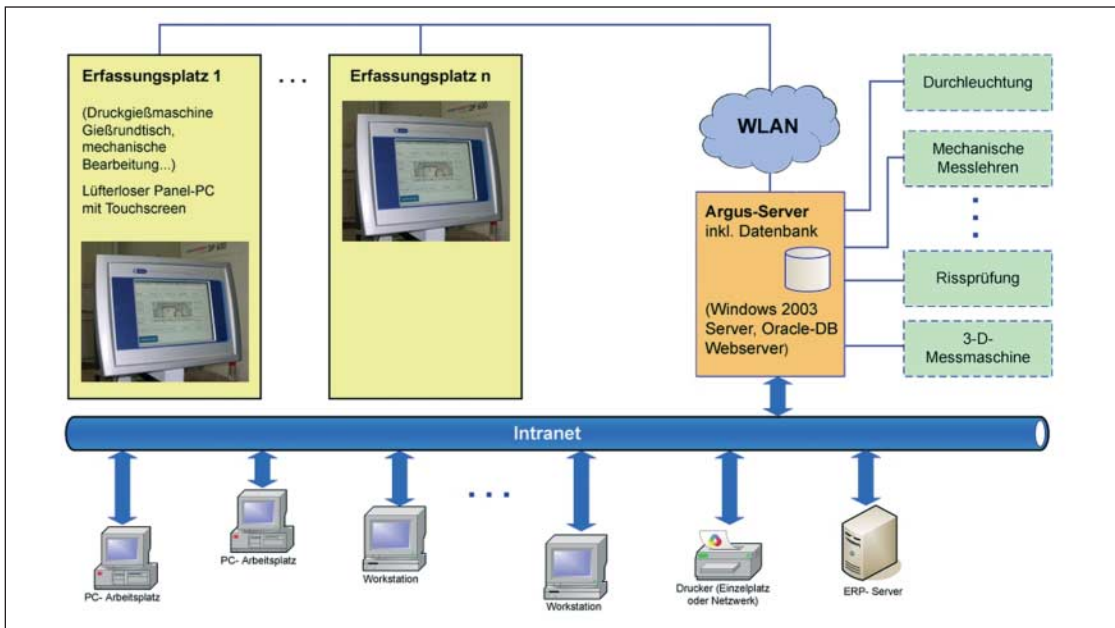 Erfassungsplatz 1
(Druckgießmaschine
Gießrundtisch,
mechanische
Bearbeitung...)
Lüfterloser Panel-PC
mit Touchscreen
. . .
Erfassungsplatz n
WLAN
Argus-Server
inkl. Datenbank
(Windows 2003
Server, Oracle-DB
Webserver)
Durchleuchtung
Mechanische
Messlehren
Rissprüfung
3-D-
Messmaschine
Intranet
PC- Arbeitsplatz
PC- Arbeitsplatz
Workstation
. . .
Workstation
Drucker (Einzelplatz
oder Netzwerk)
ERP- Server